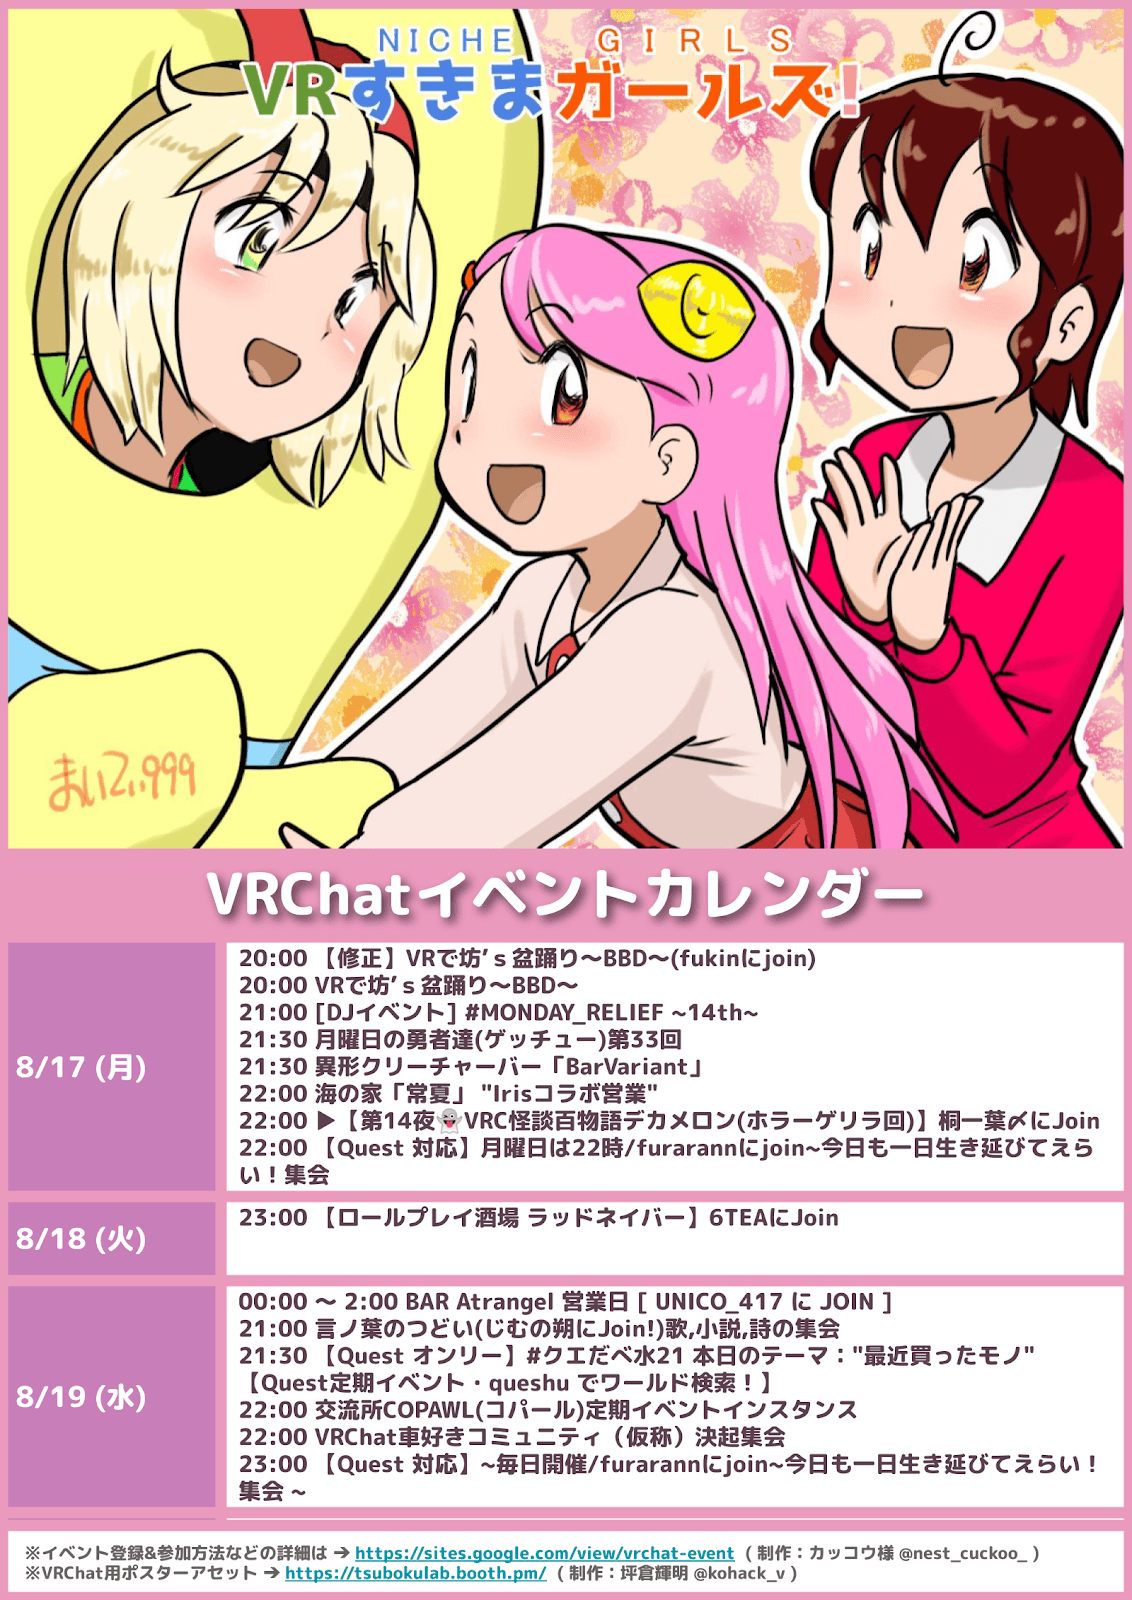 NICHE GIRLS
VRすきまガールズ!
まいてぃ999
VRChatイベントカレンダー
8/17 (月)
20:00 【修正】VRで坊’ｓ盆踊り〜BBD〜(fukinにjoin)
20:00 VRで坊’ｓ盆踊り〜BBD〜
21:00 [DJイベント] #MONDAY_RELIEF ~14th~
21:30 月曜日の勇者達(ゲッチュー)第33回
21:30 異形クリーチャーバー「BarVariant」
22:00 海の家「常夏」 "Irisコラボ営業"
22:00 ▶【第14夜👻VRC怪談百物語デカメロン(ホラーゲリラ回)】桐一葉〆にJoin
22:00 【Quest 対応】月曜日は22時/furarannにjoin~今日も一日生き延びてえら
い！集会
8/18 (火)
23:00 【ロールプレイ酒場 ラッドネイバー】6TEAにJoin
8/19 (水)
00:00 〜 2:00 BAR Atrangel 営業日 [ UNICO_417 に JOIN ]
21:00 言ノ葉のつどい(じむの朔にJoin!)歌,小説,詩の集会
21:30 【Quest オンリー】#クエだべ水21 本日のテーマ："最近買ったモノ"
【Quest定期イベント・queshu でワールド検索！】
22:00 交流所COPAWL(コパール)定期イベントインスタンス
22:00 VRChat車好きコミュニティ（仮称）決起集会
23:00 【Quest 対応】~毎日開催/furarannにjoin~今日も一日生き延びてえらい！
集会 ~
※イベント登録&参加方法などの詳細は ➔ https://sites.google.com/view/vrchat-event ( 制作：カッコウ様 @nest_cuckoo_ )
※VRChat用ポスターアセット ➔ https://tsubokulab.booth.pm/ ( 制作：坪倉輝明 @kohack_v )